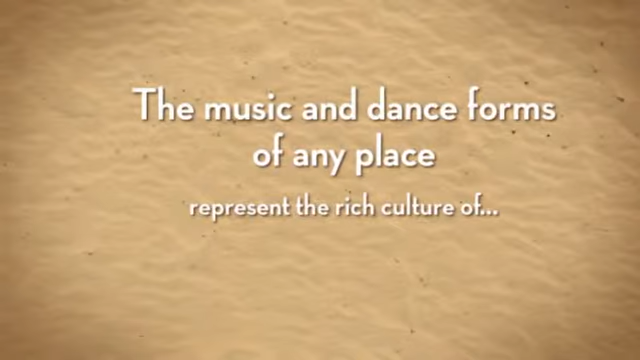 The music and dance forms
of any place
represent the rich culture of...